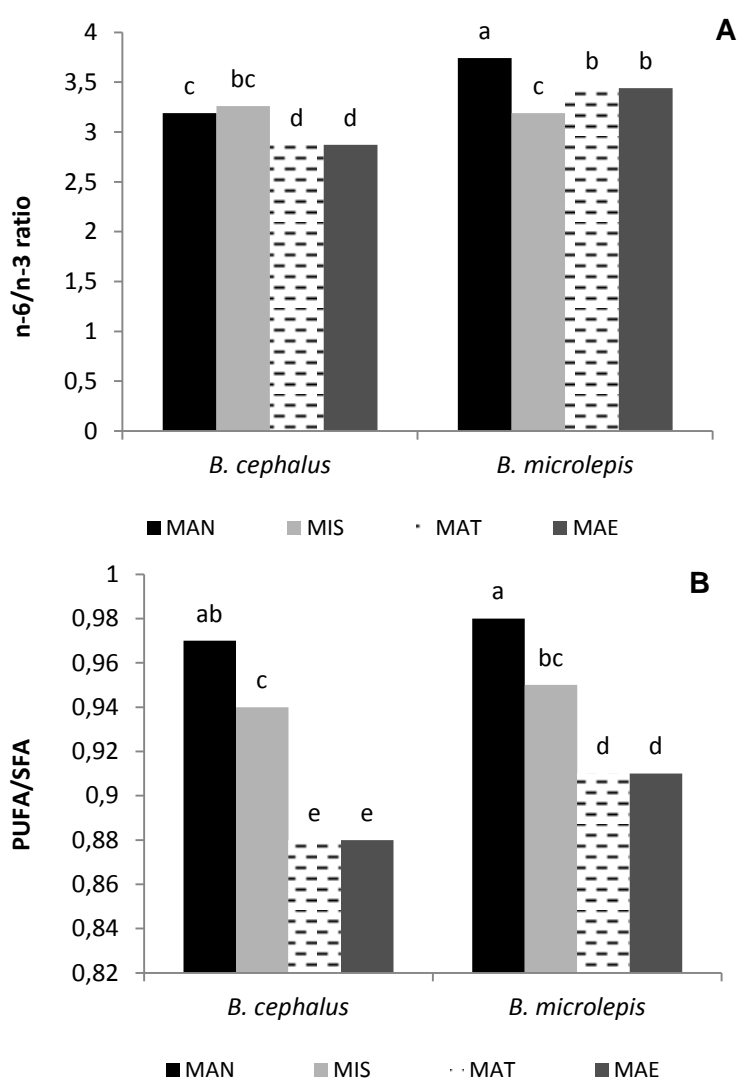 A
n-6/n-3 ratio
4
3,5
3
2,5
2
1,5
1
0,5
0
c bc d d a c b b
B. cephalus B. microlepis
MAN MIS MAT MAE
B
PUFA/SFA
1
0,98
0,96
0,94
0,92
0,9
0,88
0,86
0,84
0,82
ab c e e a bc d d
B. cephalus B. microlepis
MAN MIS MAT MAE